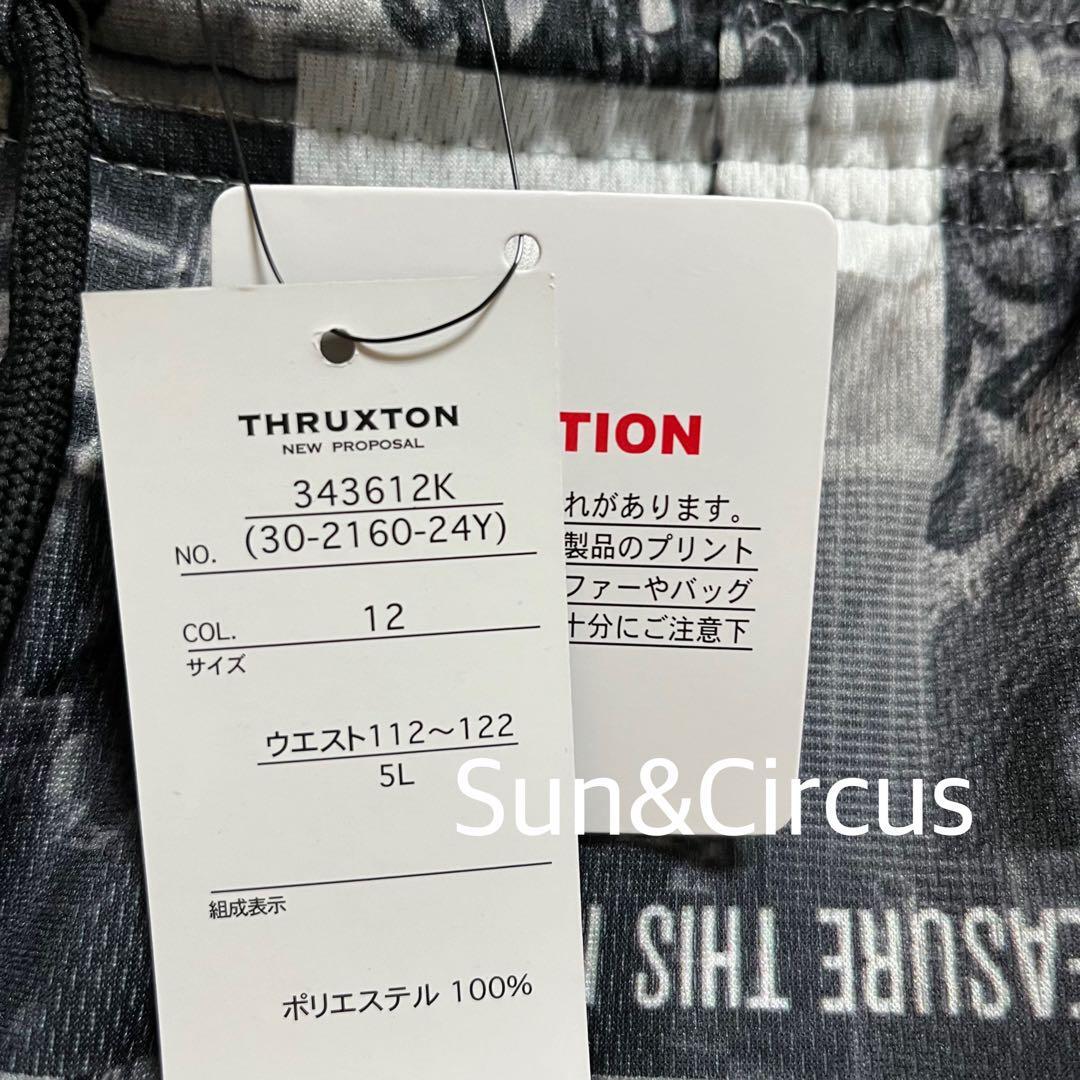 THRUXTON
NEW PROPOSAL
343612K
NO. (30-2160-24Y)
COL. 12
サイズ
ウエスト112～122
5L
組成表示
ポリエステル 100%
TION
れがあります。
製品のプリント
ファーやバッグ
十分にご注意下
Sun&Circus
EASURE THIS